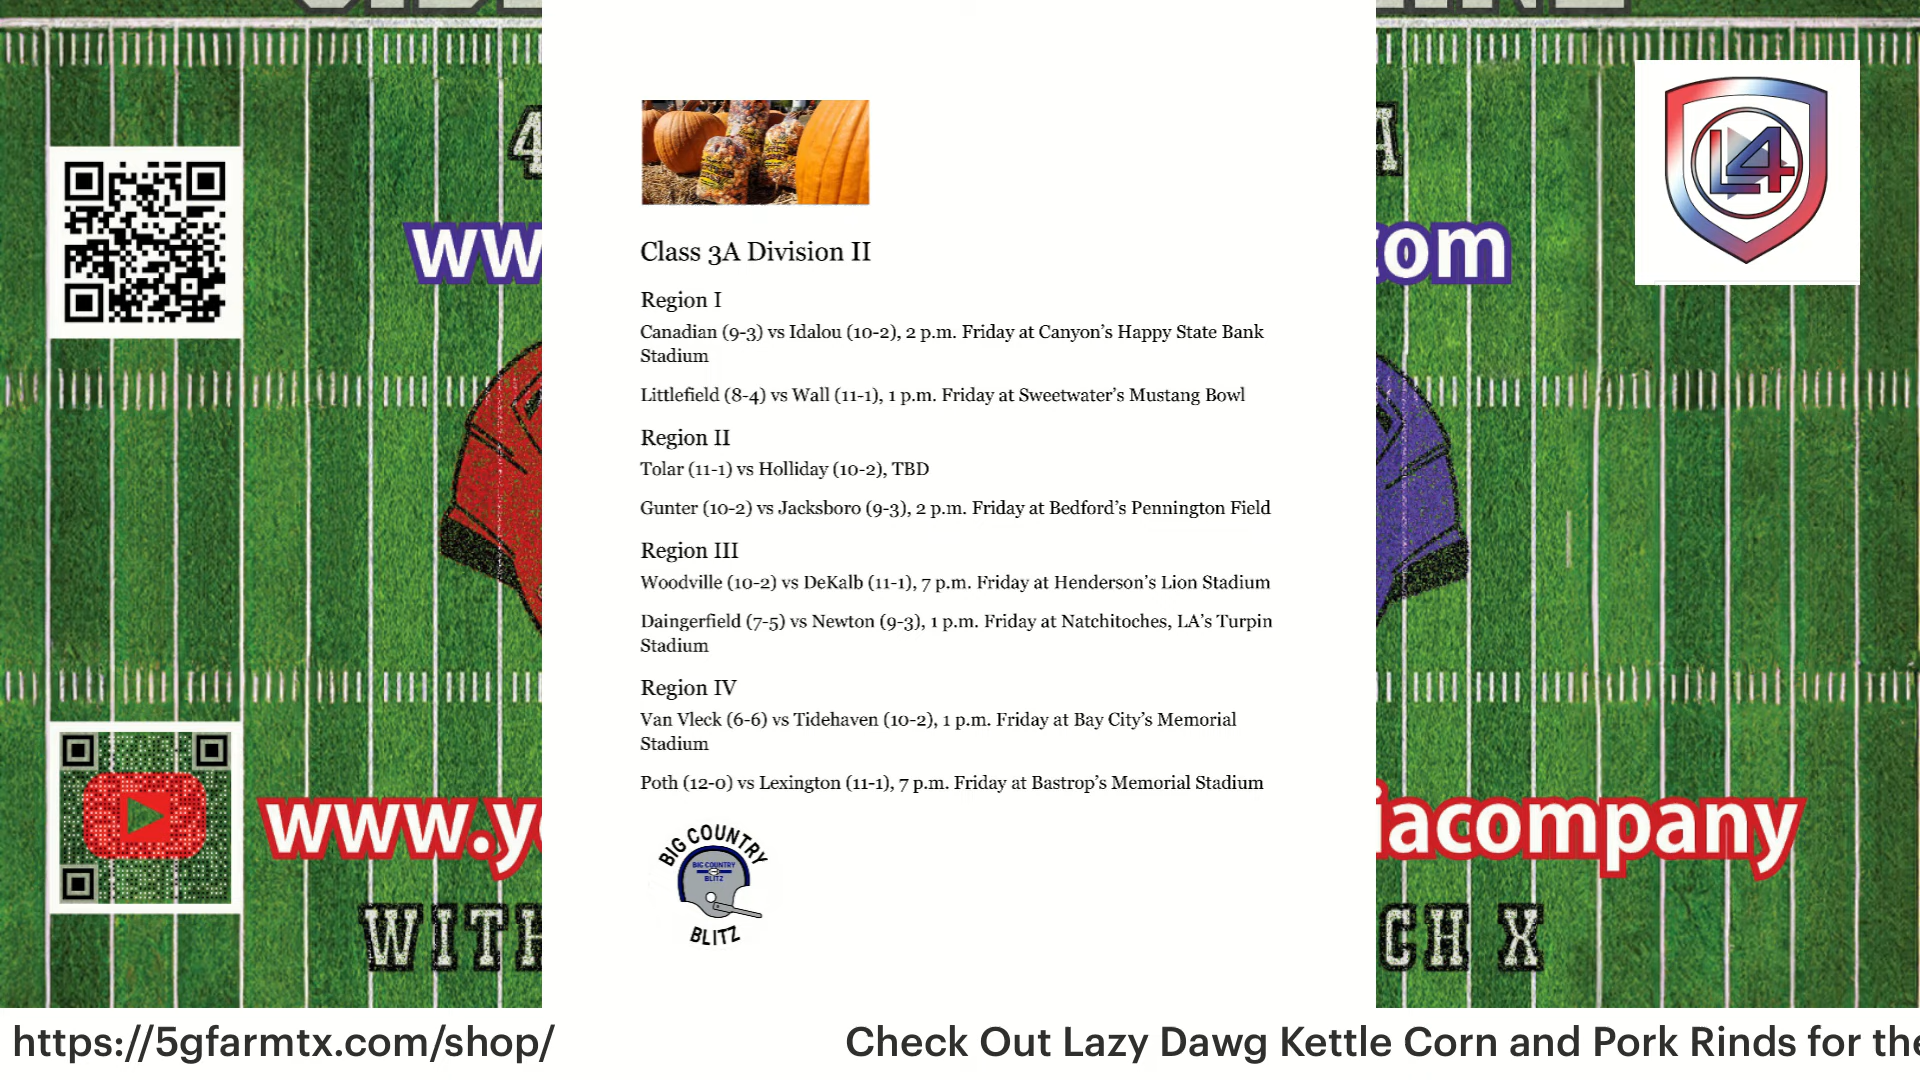 L4
ww
om
Class 3A Division II
Region I
Canadian (9-3) vs Idalou (10-2), 2 p.m. Friday at Canyon’s Happy State Bank
Stadium
Littlefield (8-4) vs Wall (11-1), 1 p.m. Friday at Sweetwater’s Mustang Bowl
Region II
Tolar (11-1) vs Holliday (10-2), TBD
Gunter (10-2) vs Jacksboro (9-3), 2 p.m. Friday at Bedford’s Pennington Field
Region III
Woodville (10-2) vs DeKalb (11-1), 7 p.m. Friday at Henderson’s Lion Stadium
Daingerfield (7-5) vs Newton (9-3), 1 p.m. Friday at Natchitoches, LA’s Turpin
Stadium
Region IV
Van Vleck (6-6) vs Tidehaven (10-2), 1 p.m. Friday at Bay City’s Memorial
Stadium
Poth (12-0) vs Lexington (11-1), 7 p.m. Friday at Bastrop’s Memorial Stadium
www.y
iacompany
BIG COUNTRY
BIG COUNTRY
BLITZ
BLITZ
WITH
CH X
https://5gfarmtx.com/shop/
Check Out Lazy Dawg Kettle Corn and Pork Rinds for the